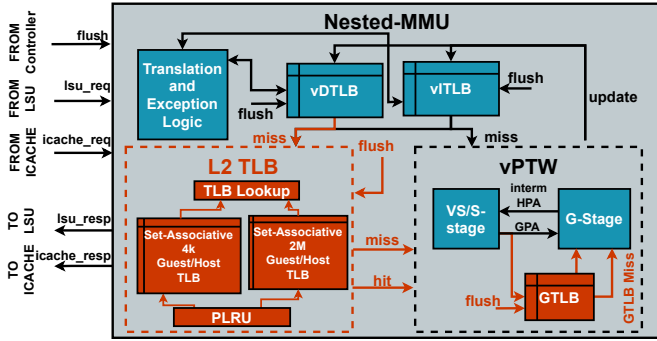 Nested-MMU
FROM
Controller
flush
FROM
LSU
lsu_req
FROM
ICACHE
icache_req
TO
LSU
lsu_resp
TO
ICACHE
icache_resp
Translation
and
Exception
Logic
vDTLB
vITLB
flush
flush
update
miss
miss
flush
L2 TLB
TLB Lookup
Set-Associative
4k
Guest/Host
TLB
Set-Associative
2M
Guest/Host
TLB
PLRU
miss
hit
vPTW
VS/S-
stage
interm
HPA
GPA
G-Stage
flush
GTLB
GTLB Miss